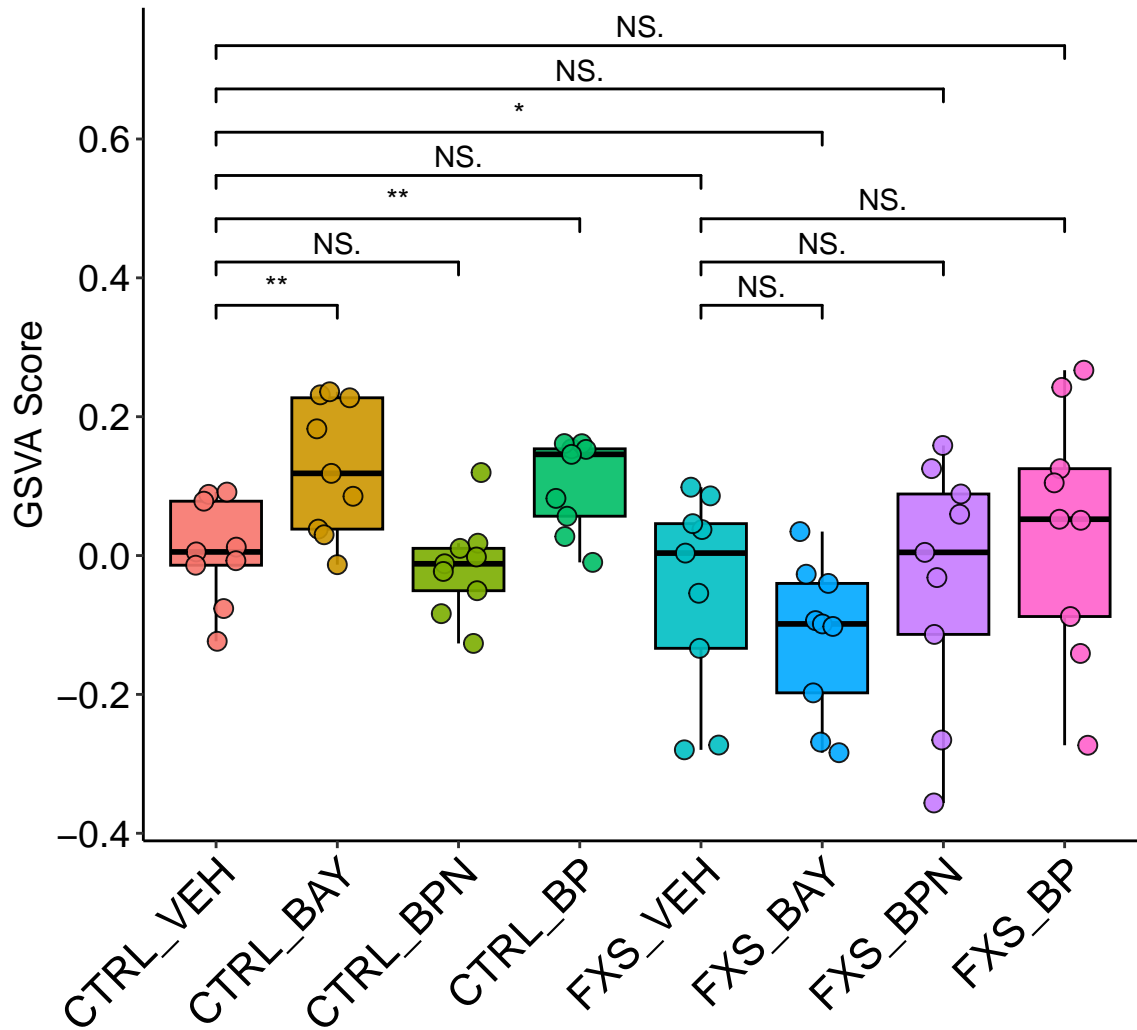 NS.
NS.
*
NS.
** NS.
NS. NS.
** NS.
0.6
0.4
0.2
0.0
−0.2
−0.4
GSVA Score
CTRL_VEH
CTRL_BAY
CTRL_BPN
CTRL_BP
FXS_VEH
FXS_BAY
FXS_BPN
FXS_BP